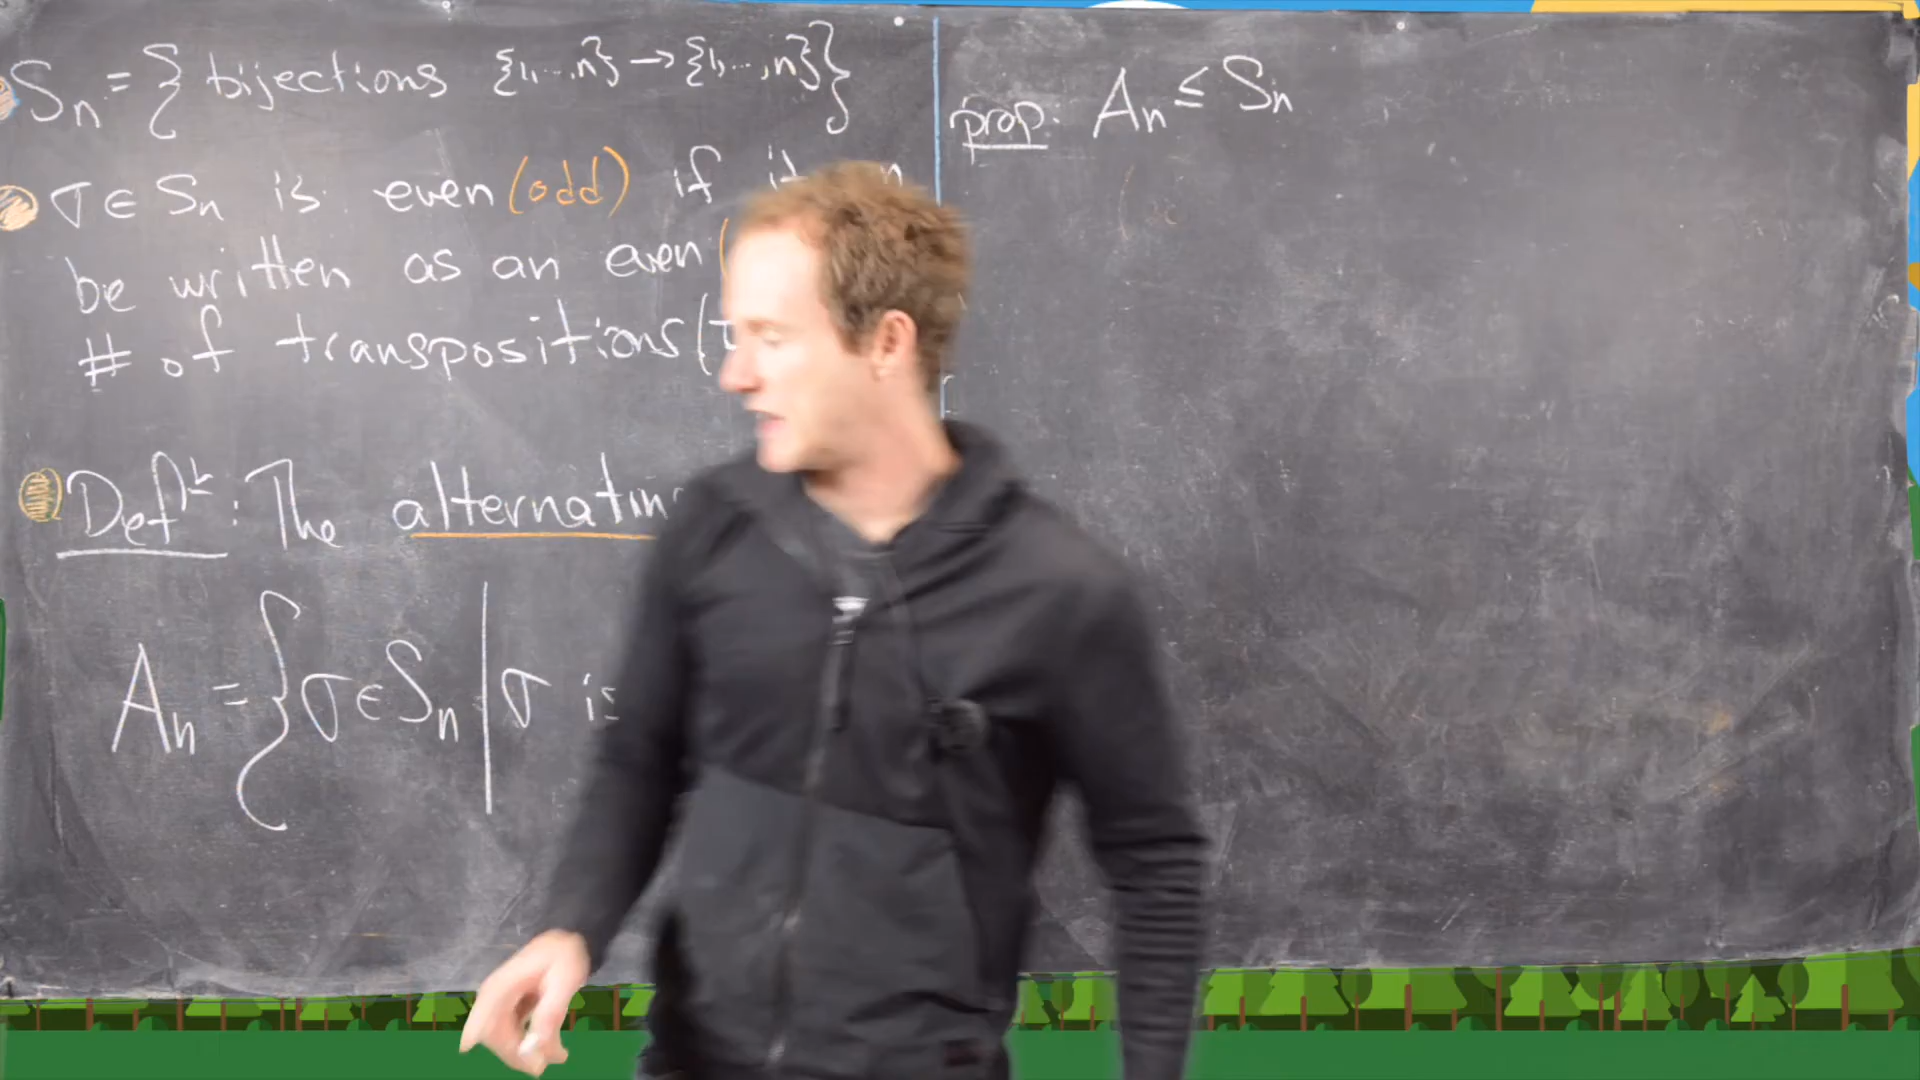 Sn = { bijections {1,...,n} → {1,...,n} }
σ ∈ Sn is even (odd) if
be written as an even
# of transpositions (
Defn: The alternatin
An = { σ ∈ Sn | σ is
prop. An ≤ Sn